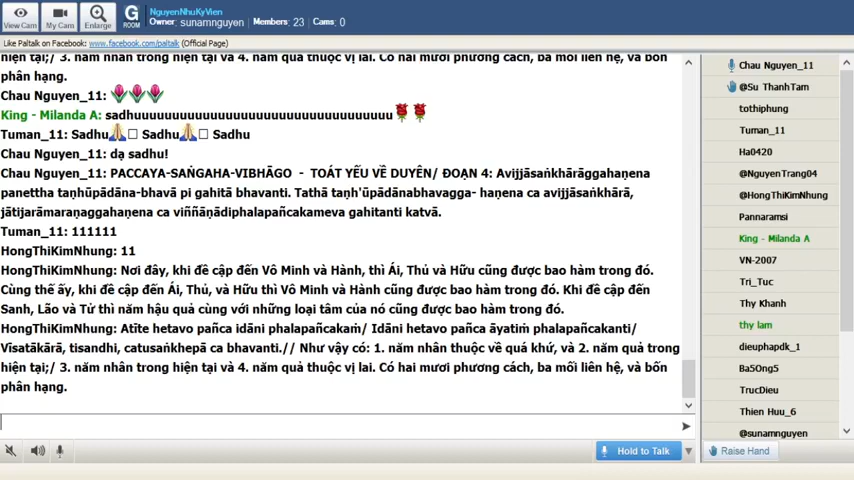 NguyenNhuKyVien
G
ROOM
Owner: sunamnguyen Members: 23 Cams: 0
View Cam
My Cam
Enlarge
Like Paltalk on Facebook: www.facebook.com/paltalk (Official Page)
hiện tại;/ 3. năm nhân trong hiện tại và 4. năm quả thuộc vị lai. Có hai mươi phương cách, ba mối liên hệ, và bốn
phân hạng.
Chau Nguyen_11: 🌷🌷🌷
King - Milanda A: sadhuuuuuuuuuuuuuuuuuuuuuuuuuuuuuuuuuu🌹🌹
Tuman_11: Sadhu🙏□ Sadhu🙏□ Sadhu
Chau Nguyen_11: dạ sadhu!
Chau Nguyen_11: PACCAYA-SAṄGAHA-VIBHĀGO - TOÁT YẾU VỀ DUYÊN/ ĐOẠN 4: Avijjāsaṅkhārāggahaṇena
panettha taṇhūpādāna-bhavā pi gahitā bhavanti. Tathā taṇh'ūpādānabhavagga- haṇena ca avijjāsaṅkhārā,
jātijarāmaraṇaggahaṇena ca viññāṇādiphalapañcakameva gahitanti katvā.
Tuman_11: 111111
HongThiKimNhung: 11
HongThiKimNhung: Nơi đây, khi đề cập đến Vô Minh và Hành, thì Ái, Thủ và Hữu cũng được bao hàm trong đó.
Cùng thế ấy, khi đề cập đến Ái, Thủ, và Hữu thì Vô Minh và Hành cũng được bao hàm trong đó. Khi đề cập đến
Sanh, Lão và Tử thì năm hậu quả cùng với những loại tâm của nó cũng được bao hàm trong đó.
HongThiKimNhung: Atīte hetavo pañca idāni phalapañcakaṁ/ Idāni hetavo pañca āyatiṁ phalapañcakanti/
Vīsatākārā, tisandhi, catusaṅkhepā ca bhavanti.// Như vậy có: 1. năm nhân thuộc về quá khứ, và 2. năm quả trong
hiện tại;/ 3. năm nhân trong hiện tại và 4. năm quả thuộc vị lai. Có hai mươi phương cách, ba mối liên hệ, và bốn
phân hạng.
Chau Nguyen_11
@Su ThanhTam
tothiphung
Tuman_11
Ha0420
@NguyenTrang04
@HongThiKimNhung
Pannaramsi
King - Milanda A
VN-2007
Tri_Tuc
Thy Khanh
thy lam
dieuphapdk_1
Ba5Ong5
TrucDieu
Thien Huu_6
@sunamnguyen
Hold to Talk
Raise Hand